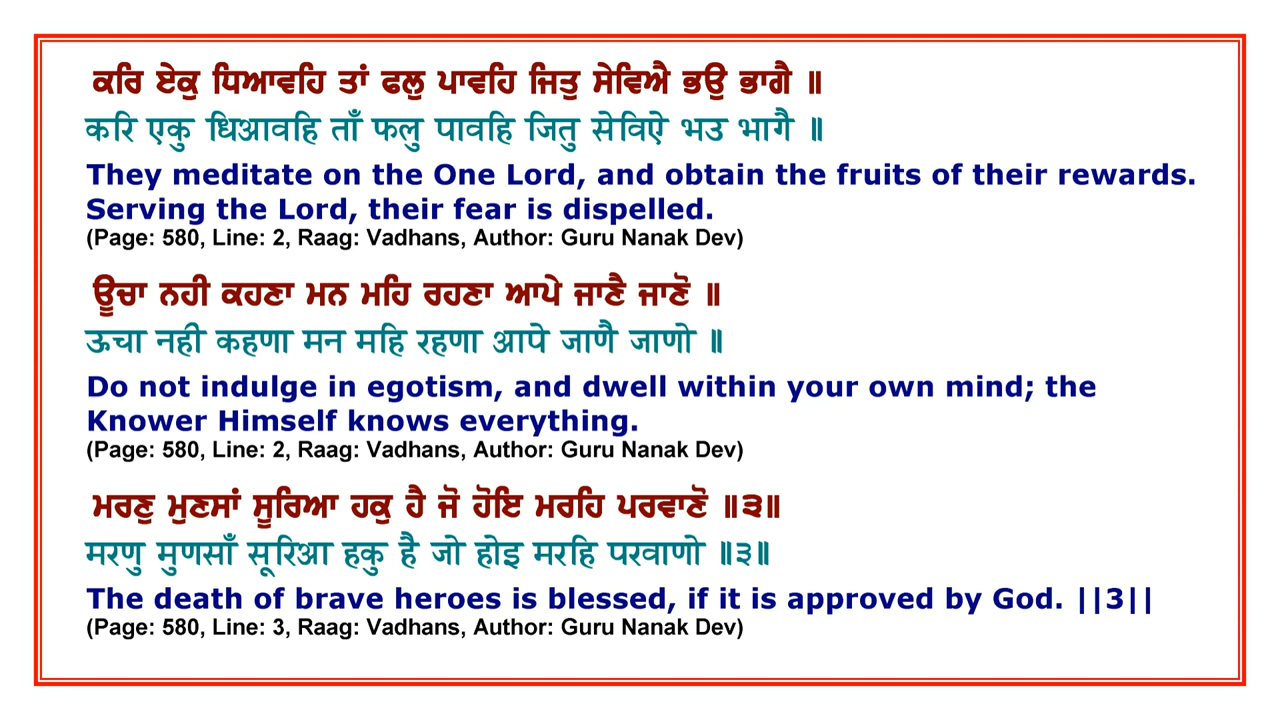 ਕਰਿ ਏਕੁ ਧਿਆਵਹਿ ਤਾਂ ਫਲੁ ਪਾਵਹਿ ਜਿਤੁ ਸੇਵਿਐ ਭਉ ਭਾਗੈ ॥
करि एकु धिआवहि ताँ फलु पावहि जितु सेविऐ भउ भागै ॥
They meditate on the One Lord, and obtain the fruits of their rewards.
Serving the Lord, their fear is dispelled.
(Page: 580, Line: 2, Raag: Vadhans, Author: Guru Nanak Dev)
ਊਚਾ ਨਹੀ ਕਹਣਾ ਮਨ ਮਹਿ ਰਹਣਾ ਆਪੇ ਜਾਣੈ ਜਾਣੋ ॥
ऊचा नही कहणा मन महि रहणा आपे जाणै जाणो ॥
Do not indulge in egotism, and dwell within your own mind; the
Knower Himself knows everything.
(Page: 580, Line: 2, Raag: Vadhans, Author: Guru Nanak Dev)
ਮਰਣੁ ਮੁਣਸਾਂ ਸੂਰਿਆ ਹਕੁ ਹੈ ਜੋ ਹੋਇ ਮਰਹਿ ਪਰਵਾਣੋ ॥੩॥
मरणु मुणसाँ सूरिआ हकु है जो होइ मरहि परवाणो ॥३॥
The death of brave heroes is blessed, if it is approved by God. ||3||
(Page: 580, Line: 3, Raag: Vadhans, Author: Guru Nanak Dev)